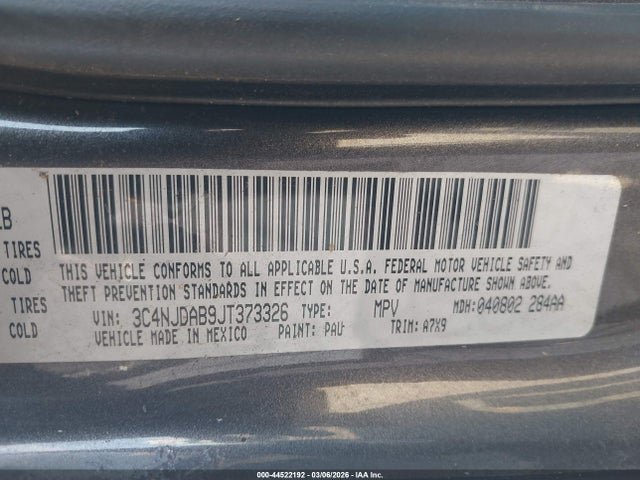 LB
TIRES
COLD
TIRES
COLD
THIS VEHICLE CONFORMS TO ALL APPLICABLE U.S.A. FEDERAL MOTOR VEHICLE SAFETY AND
THEFT PREVENTION STANDARDS IN EFFECT ON THE DATE OF MANUFACTURE SHOWN ABOVE.
VIN: 3C4NJDAB9JT373326 TYPE: MPV MDH: 040802 284AA
VEHICLE MADE IN MEXICO PAINT: PAU TRIM: A7X9
000-44522192 - 03/06/2026 - IAA Inc.